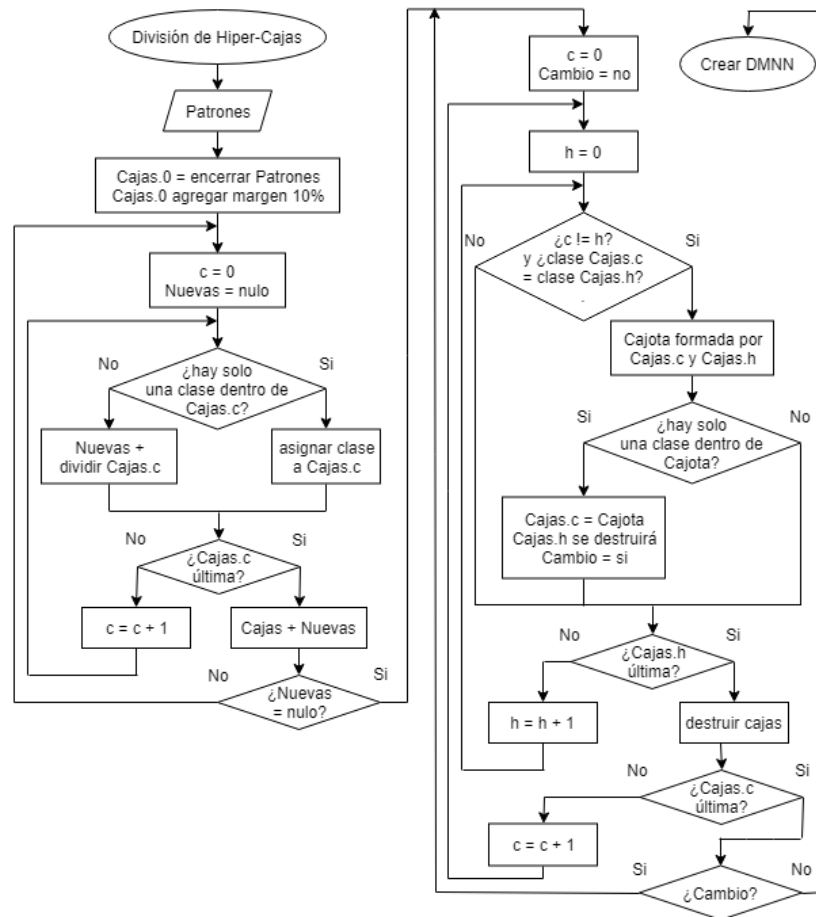 División de Hiper-Cajas
Patrones
Cajas.0 = encerrar Patrones
Cajas.0 agregar margen 10%
c = 0
Nuevas = nulo
No
Si
¿hay solo
una clase dentro de
Cajas.c?
Nuevas +
dividir Cajas.c
asignar clase
a Cajas.c
No
Si
¿Cajas.c
última?
c = c + 1
Cajas + Nuevas
No
Si
¿Nuevas
= nulo?
c = 0
Cambio = no
h = 0
No
Si
¿c != h?
y ¿clase Cajas.c
= clase Cajas.h?
.
Cajota formada por
Cajas.c y Cajas.h
Si
No
¿hay solo
una clase dentro de
Cajota?
Cajas.c = Cajota
Cajas.h se destruirá
Cambio = si
No
Si
¿Cajas.h
última?
h = h + 1
destruir cajas
No
Si
¿Cajas.c
última?
c = c + 1
Si
No
¿Cambio?
Crear DMNN